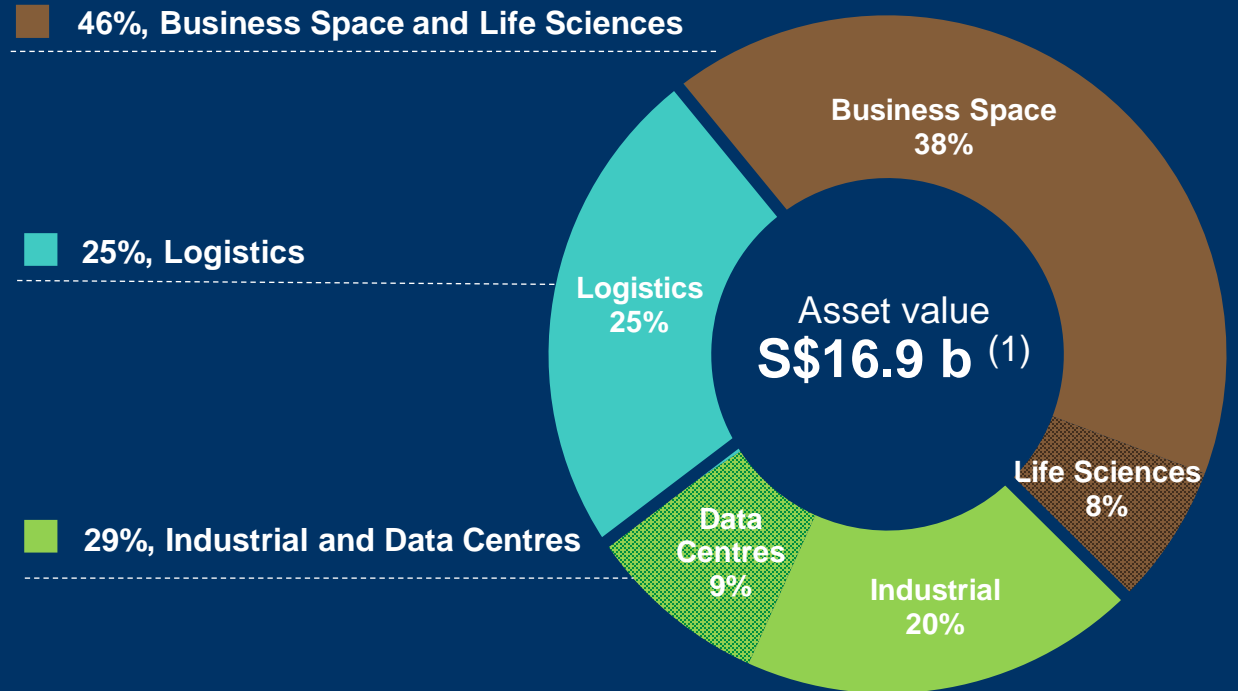 46%, Business Space and Life Sciences
Business Space
38%
25%, Logistics
Logistics
25%
Asset value
S$16.9 b (1)
Life Sciences
8%
29%, Industrial and Data Centres
Data
Centres
9%
Industrial
20%